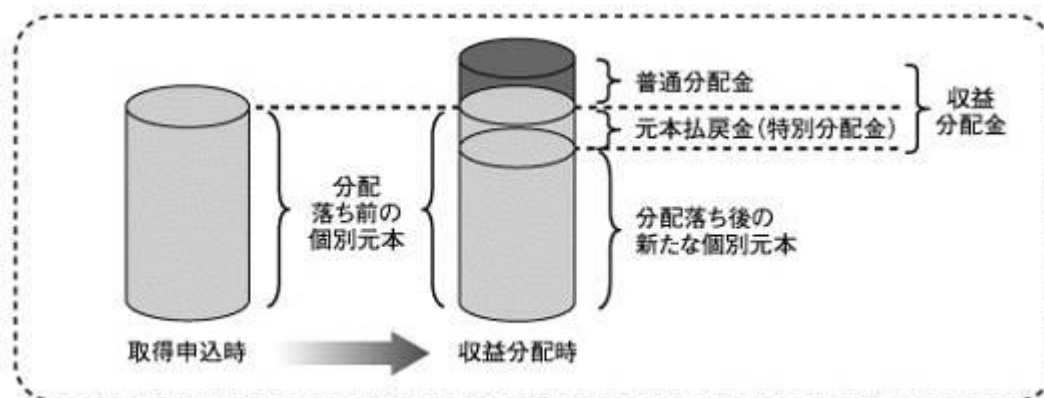 普通分配金
元本払戻金(特別分配金)
収益
分配金
分配
落ち前の
個別元本
分配落ち後の
新たな個別元本
取得申込時
収益分配時